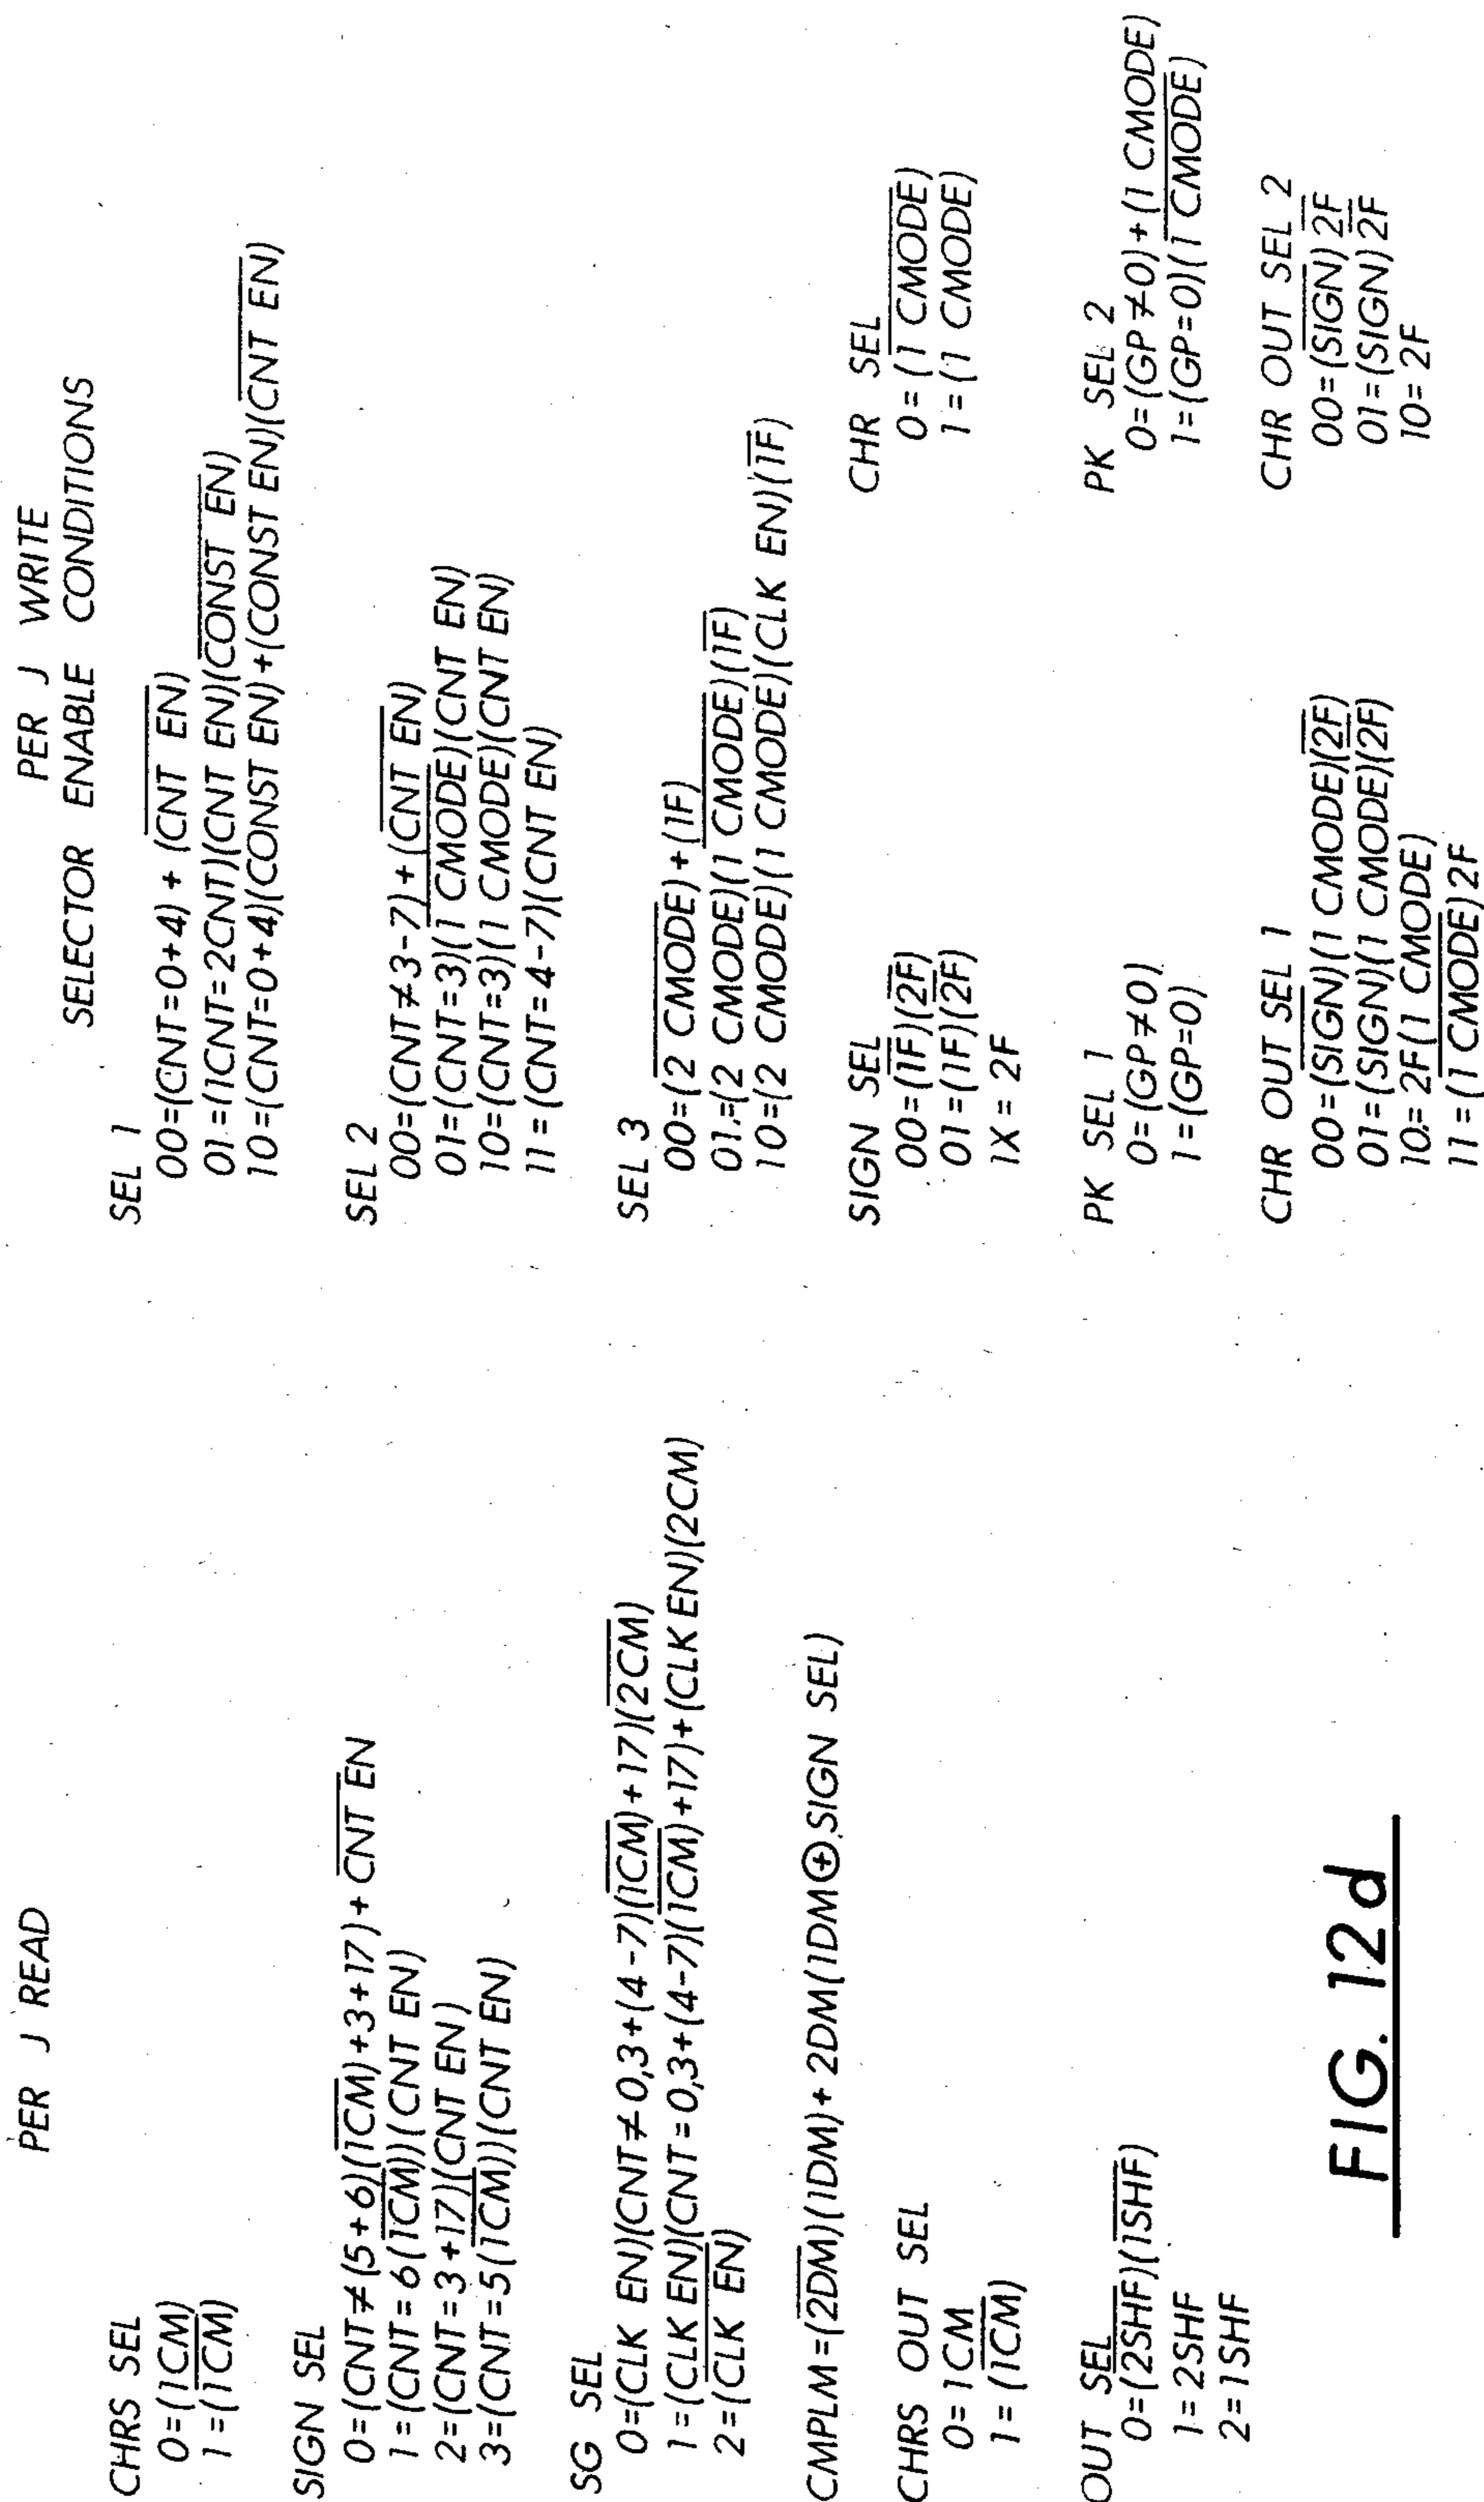 PER J READ
CHRS SEL
0=(1CM)
1=(1CM)
SIGN SEL
0=(CNT≠(5+6)(1CM)+3+17)+CNT EN
1=(CNT=6(1CM))(CNT EN)
2=(CNT=3+17)(CNT EN)
3=(CNT=5(1CM))(CNT EN)
SG SEL
0=(CLK EN)(CNT≠0,3+(4-7)(1CM)+17)(2CM)
1=(CLK EN)(CNT=0,3+(4-7)(1CM)+17)+(CLK EN)(2CM)
2=(CLK EN)
CMPLM=(2DM)(1DM)+2DM(1DM⊕SIGN SEL)
CHRS OUT SEL
0=1CM
1=(1CM)
OUT SEL
0=(2SHF)(1SHF)
1=2SHF
2=1SHF
PER J WRITE
SELECTOR ENABLE CONDITIONS
SEL 1
00=(CNT=0+4)+(CNT EN)
01=(1CNT=2CNT)(CNT EN)(CONST EN)
10=(CNT=0+4)(CONST EN)+(CONST EN)(CNT EN)
SEL 2
00=(CNT≠3-7)+(CNT EN)
01=(CNT=3)(1 CMODE)(CNT EN)
10=(CNT=3)(1 CMODE)(CNT EN)
11=(CNT=4-7)(CNT EN)
SEL 3
00=(2 CMODE)+(1F)
01=(2 CMODE)(1 CMODE)(1F)
10=(2 CMODE)(1 CMODE)(CLK EN)(1F)
SIGN SEL
00=(1F)(2F)
01=(1F)(2F)
1X=2F
CHR SEL
0=(1 CMODE)
1=(1 CMODE)
PK SEL 1
0=(GP≠0)
1=(GP=0)
PK SEL 2
0=(GP≠0)+(1 CMODE)
1=(GP=0)(1 CMODE)
CHR OUT SEL 1
00=(SIGN)(1 CMODE)(2F)
01=(SIGN)(1 CMODE)(2F)
10=2F(1 CMODE)
11=(1 CMODE)2F
CHR OUT SEL 2
00=(SIGN)2F
01=(SIGN)2F
10=2F
FIG. 12d